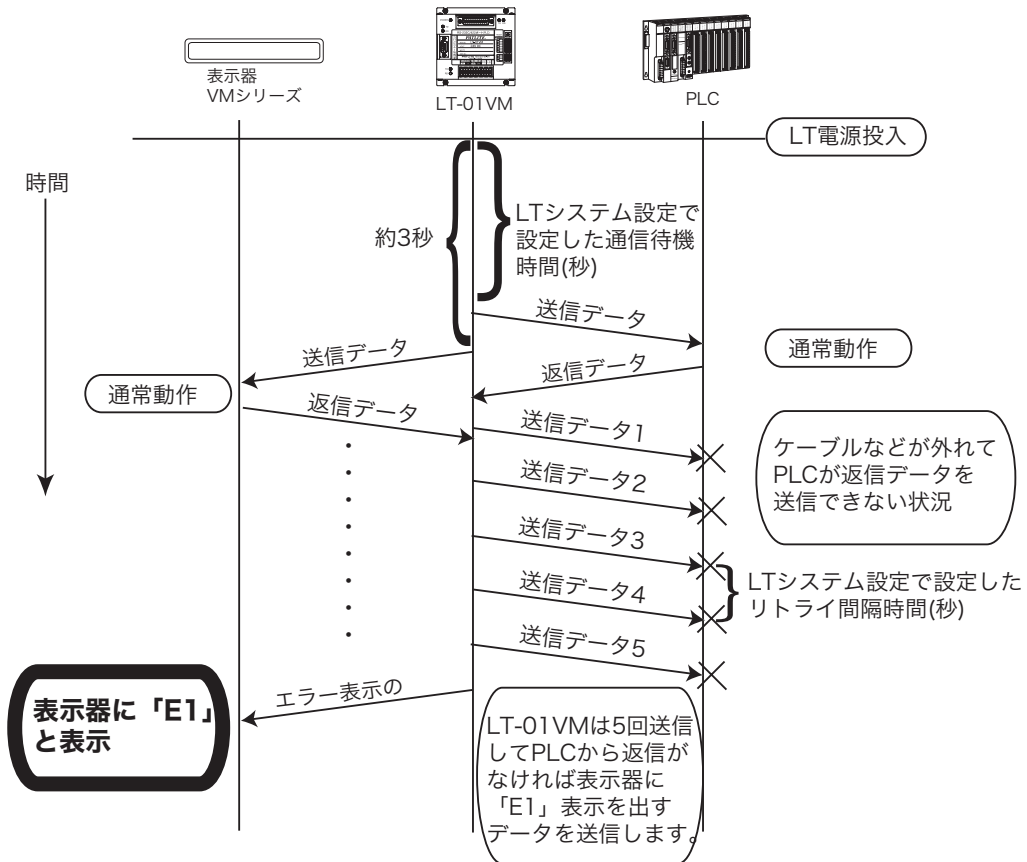 表示器
VMシリーズ
LT-01VM
PLC
LT電源投入
時間
約3秒
LTシステム設定で
設定した通信待機
時間(秒)
送信データ
送信データ
通常動作
返信データ
通常動作
返信データ
送信データ1
ケーブルなどが外れて
PLCが返信データを
送信できない状況
送信データ2
送信データ3
LTシステム設定で設定した
リトライ間隔時間(秒)
送信データ4
送信データ5
エラー表示の
表示器に「E1」
と表示
LT-01VMは5回送信
してPLCから返信が
なければ表示器に
「E1」表示を出す
データを送信します。